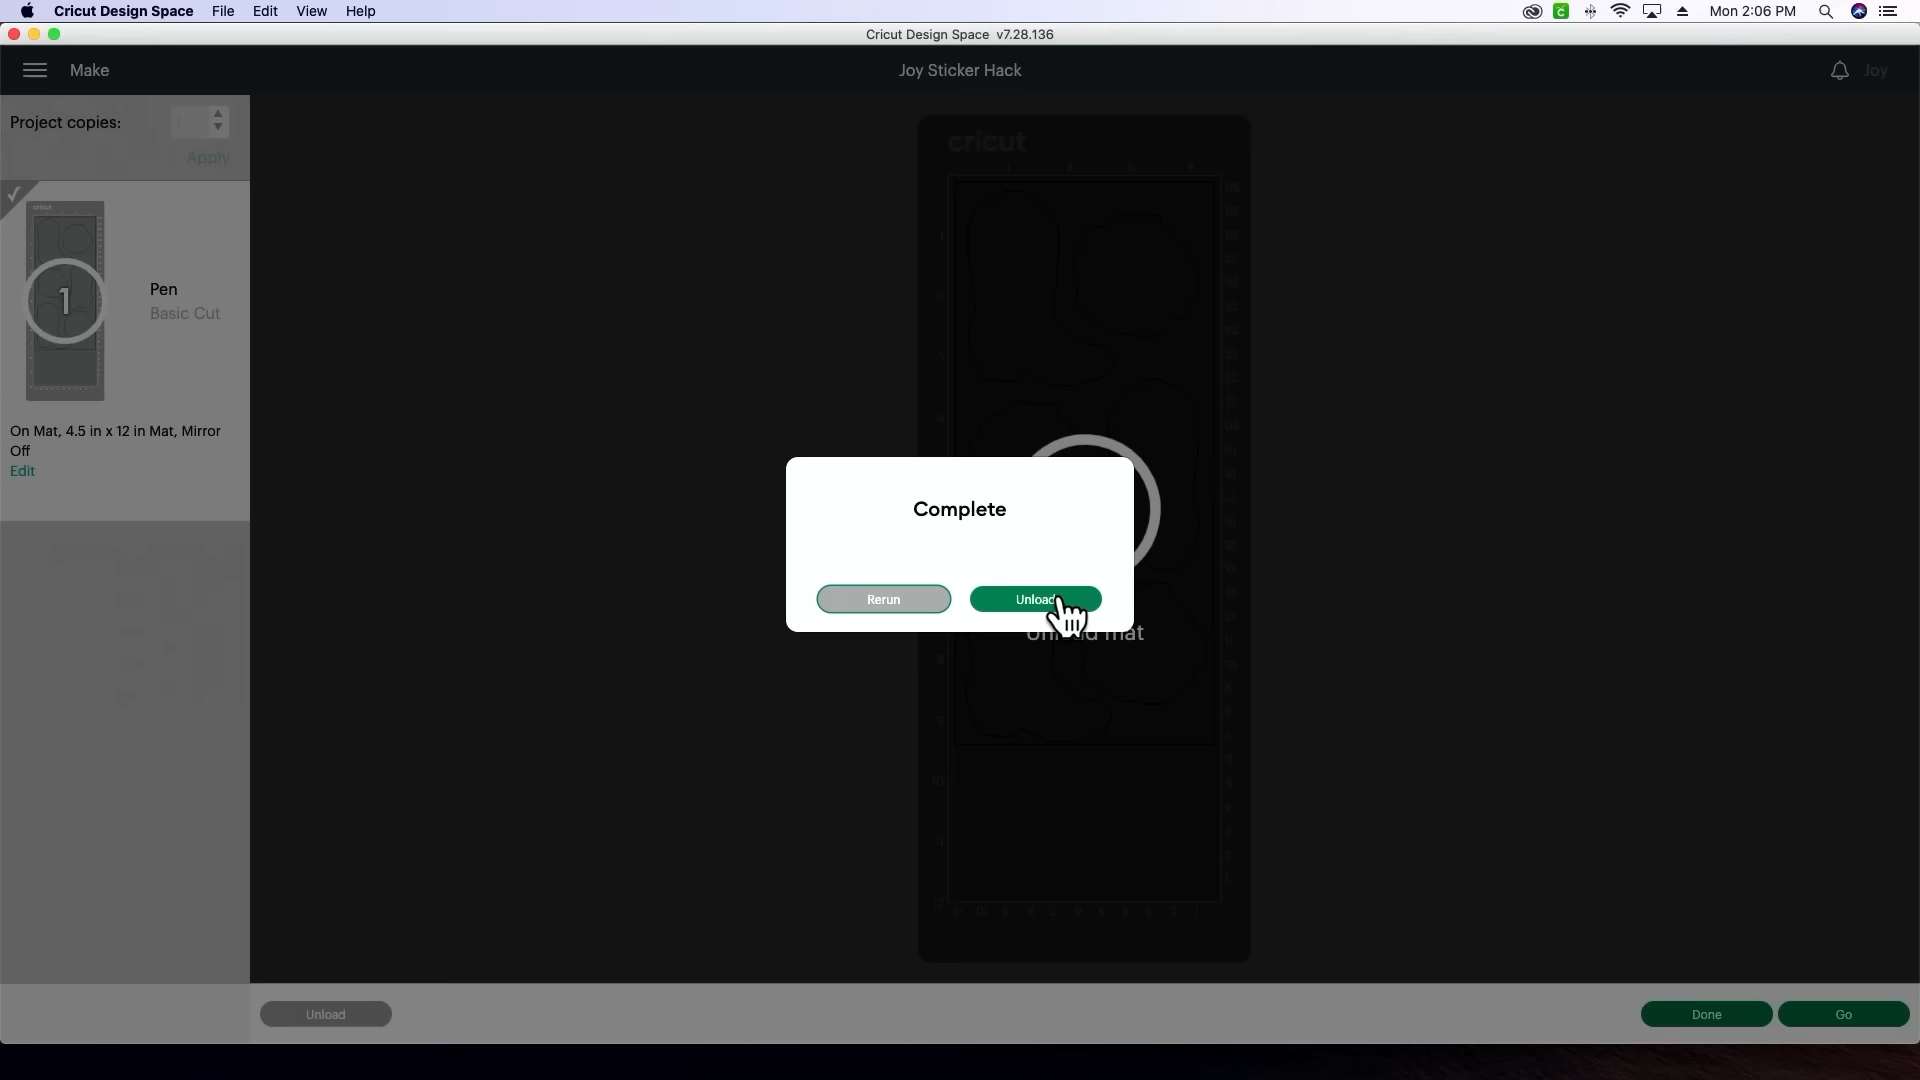 Cricut Design Space File Edit View Help Mon 2:06 PM
Cricut Design Space v7.28.136
Make Joy Sticker Hack Joy
Project copies: 1
Apply
cricut
1
Pen
Basic Cut
On Mat, 4.5 in x 12 in Mat, Mirror
Off
Edit
Complete
Rerun Unload
mat
Unload Done Go